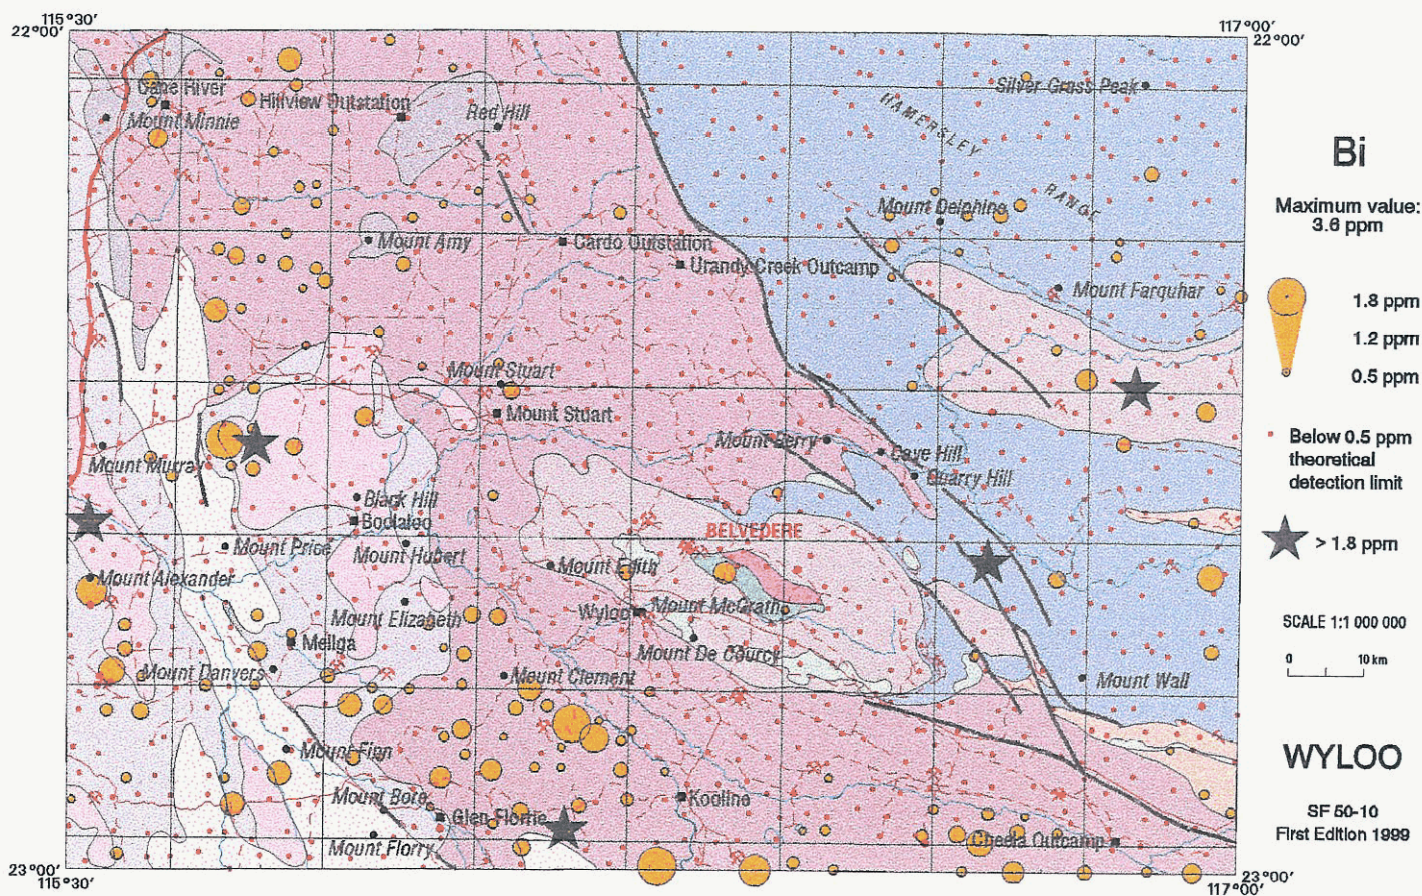 115°30'
117°00'
22°00'
22°00'
Silver Grass Peak
Cane River
Hillview Outstation
Red Hill
HAMERSLEY
Mount Minnie
Bi
RANGE
Maximum value:
3.6 ppm
Mount Delphine
Mount Amy
Cardo Outstation
Urandy Creek Outcamp
Mount Farquhar
1.8 ppm
1.2 ppm
0.5 ppm
Mount Stuart
Mount Stuart
Mount Berry
Below 0.5 ppm
theoretical
detection limit
Cave Hill
Mount Murray
Quarry Hill
Black Hill
Boolaloo
BELVEDERE
> 1.8 ppm
Mount Price
Mount Hubert
Mount Edith
Mount Alexander
Wyloo
Mount McGrath
Mount Elizabeth
SCALE 1:1 000 000
Mellga
Mount De Courcy
0 10 km
Mount Danvers
Mount Clement
Mount Wall
Mount Finn
WYLOO
Mount Bore
Kooline
Glen Florrie
SF 50-10
First Edition 1999
Mount Florry
Cheela Outcamp
23°00'
23°00'
115°30'
117°00'